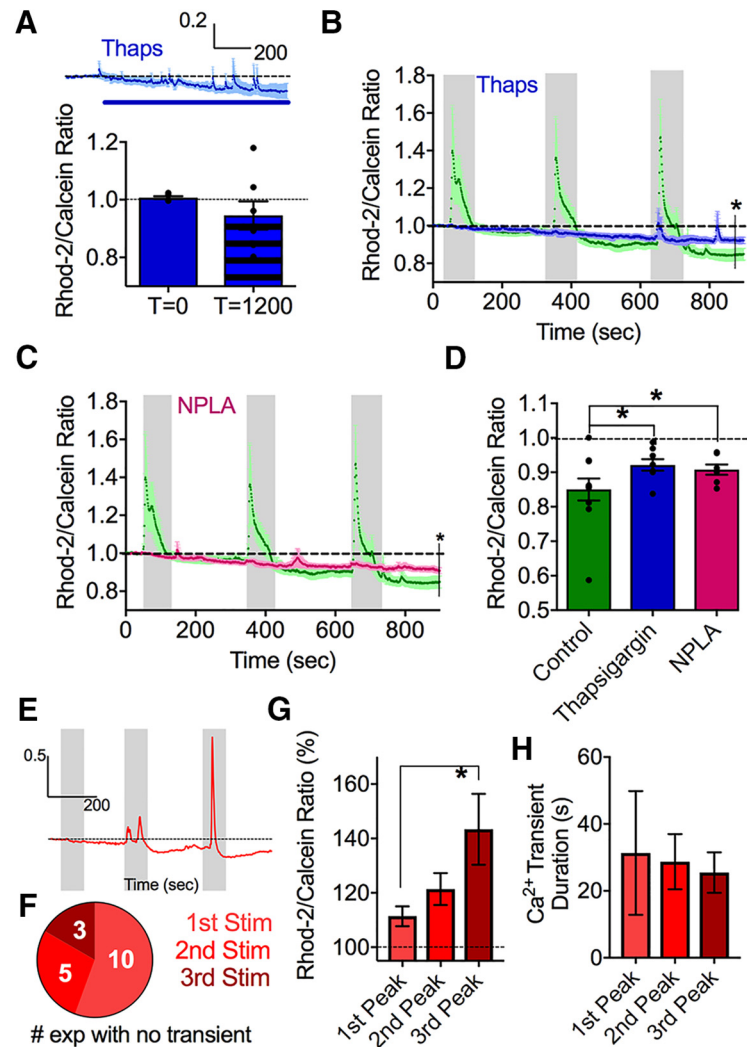 A
0.2
200
Thaps
Rhod-2/Calcein Ratio
1.2
1.0
0.8
T=0
T=1200
B
Thaps
Rhod-2/Calcein Ratio
1.8
1.6
1.4
1.2
1.0
0.8
*
0
200
400
600
800
Time (sec)
C
NPLA
Rhod-2/Calcein Ratio
1.8
1.6
1.4
1.2
1.0
0.8
*
0
200
400
600
800
Time (sec)
D
Rhod-2/Calcein Ratio
1.1
1.0
0.9
0.8
0.7
0.6
0.5
*
*
Control
Thapsigargin
NPLA
E
0.5
200
Time (sec)
F
3
5
10
1st Stim
2nd Stim
3rd Stim
# exp with no transient
G
Rhod-2/Calcein Ratio (%)
160
140
120
100
*
1st Peak
2nd Peak
3rd Peak
H
Ca²⁺ Transient
Duration (s)
60
40
20
0
1st Peak
2nd Peak
3rd Peak